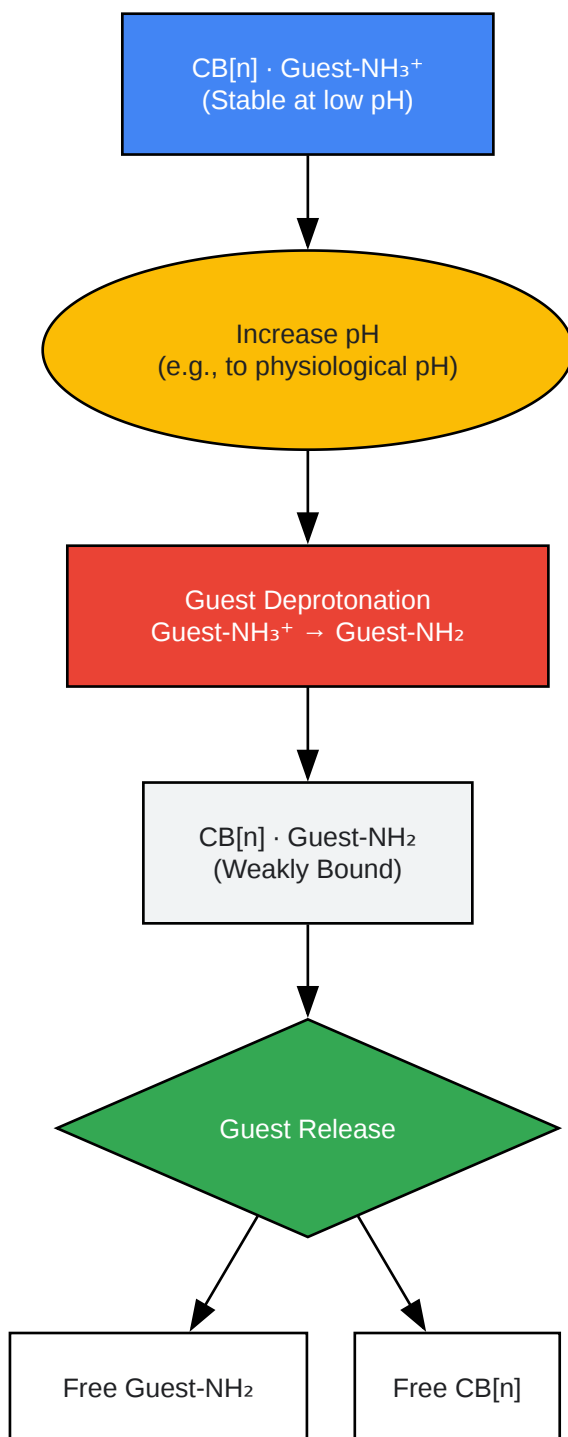 CB[n] · Guest-NH₃⁺
(Stable at low pH)
Increase pH
(e.g., to physiological pH)
Guest Deprotonation
Guest-NH₃⁺ → Guest-NH₂
CB[n] · Guest-NH₂
(Weakly Bound)
Guest Release
Free Guest-NH₂
Free CB[n]